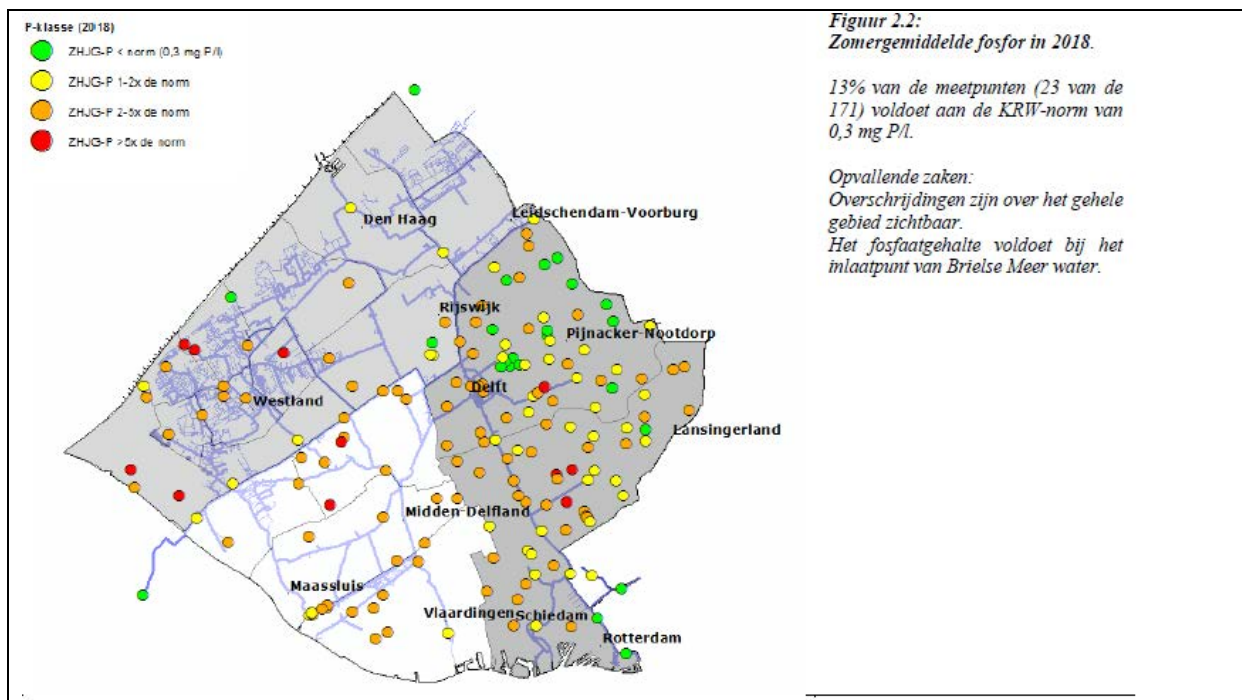 P-klasse (2018)
ZHJG-P < norm (0,3 mg P/l)
ZHJG-P 1-2x de norm
ZHJG-P 2-5x de norm
ZHJG-P >5x de norm
Den Haag
Leidschendam-Voorburg
Rijswijk
Pijnacker-Nootdorp
Delft
Westland
Lansingerland
Midden-Delfland
Maassluis
Vlaardingen
Schiedam
Rotterdam
Figuur 2.2:
Zomergemiddelde fosfor in 2018.
13% van de meetpunten (23 van de
171) voldoet aan de KRW-norm van
0,3 mg P/l.
Opvallende zaken:
Overschrijdingen zijn over het gehele
gebied zichtbaar.
Het fosfaatgehalte voldoet bij het
inlaatpunt van Brielse Meer water.